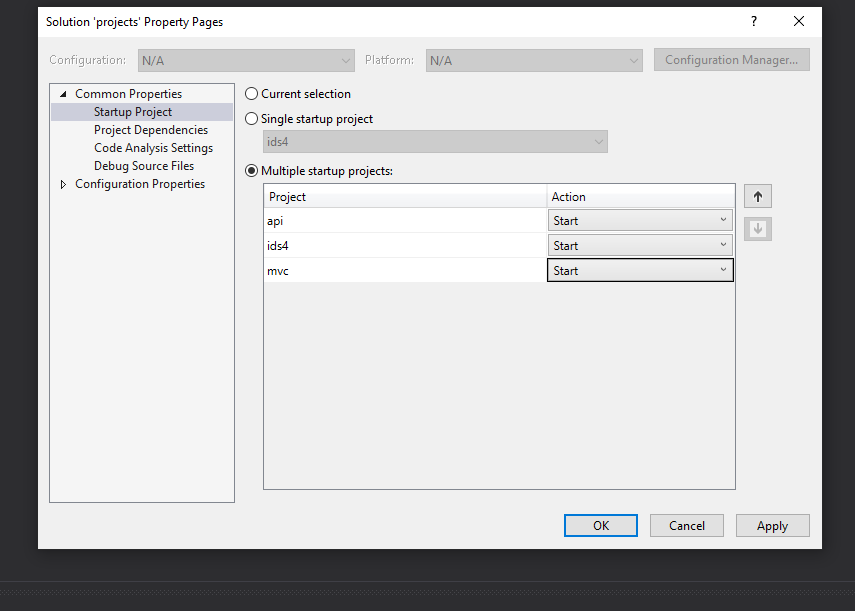 Solution 'projects' Property Pages
?
Configuration: N/A Platform: N/A Configuration Manager...
Common Properties
Startup Project
Project Dependencies
Code Analysis Settings
Debug Source Files
Configuration Properties
Current selection
Single startup project
ids4
Multiple startup projects:
Project Action
api Start
ids4 Start
mvc Start
OK Cancel Apply